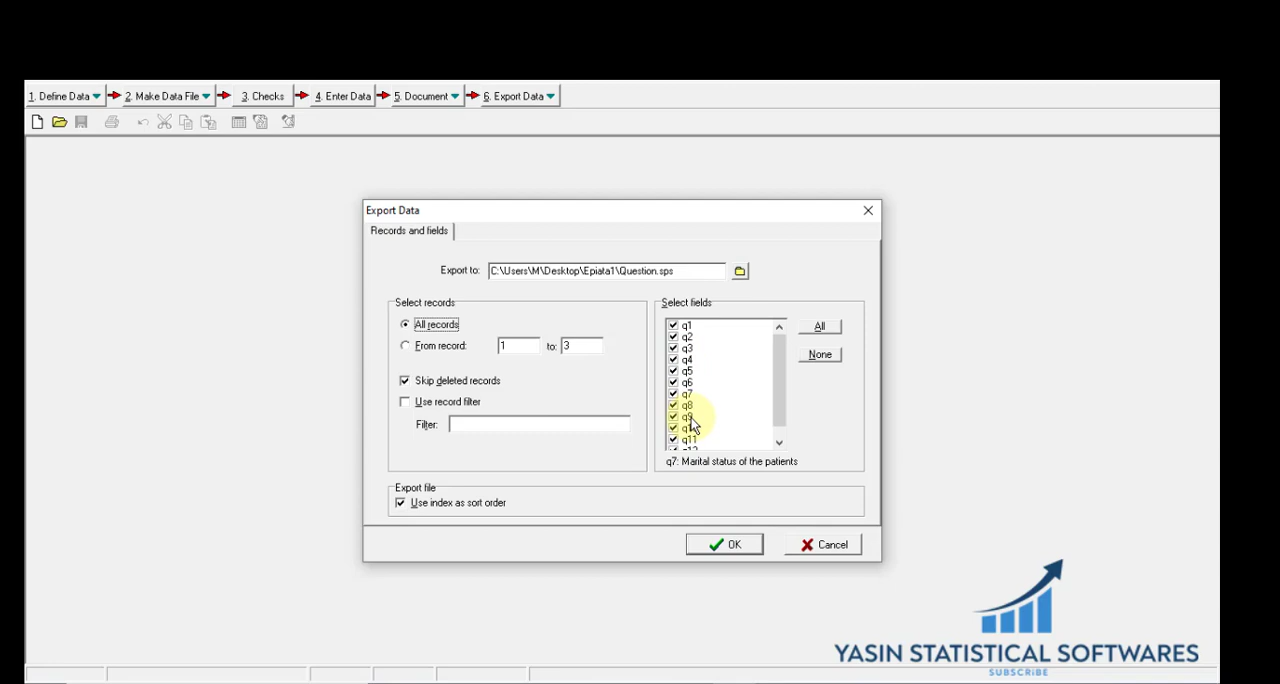 1. Define Data 2. Make Data File 3. Checks 4. Enter Data 5. Document 6. Export Data
Export Data
Records and fields
Export to: C:\Users\M\Desktop\Epiata1\Question.sps
Select records
All records
From record: 1 to: 3
Skip deleted records
Use record filter
Filter:
Select fields
q1
q2
q3
q4
q5
q6
q7
q8
q9
q11
All
None
q7: Marital status of the patients
Export file
Use index as sort order
OK Cancel
YASIN STATISTICAL SOFTWARES
SUBSCRIBE